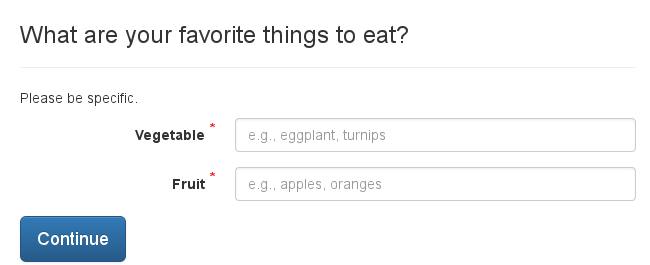 What are your favorite things to eat?
Please be specific.
Vegetable *
e.g., eggplant, turnips
Fruit *
e.g., apples, oranges
Continue